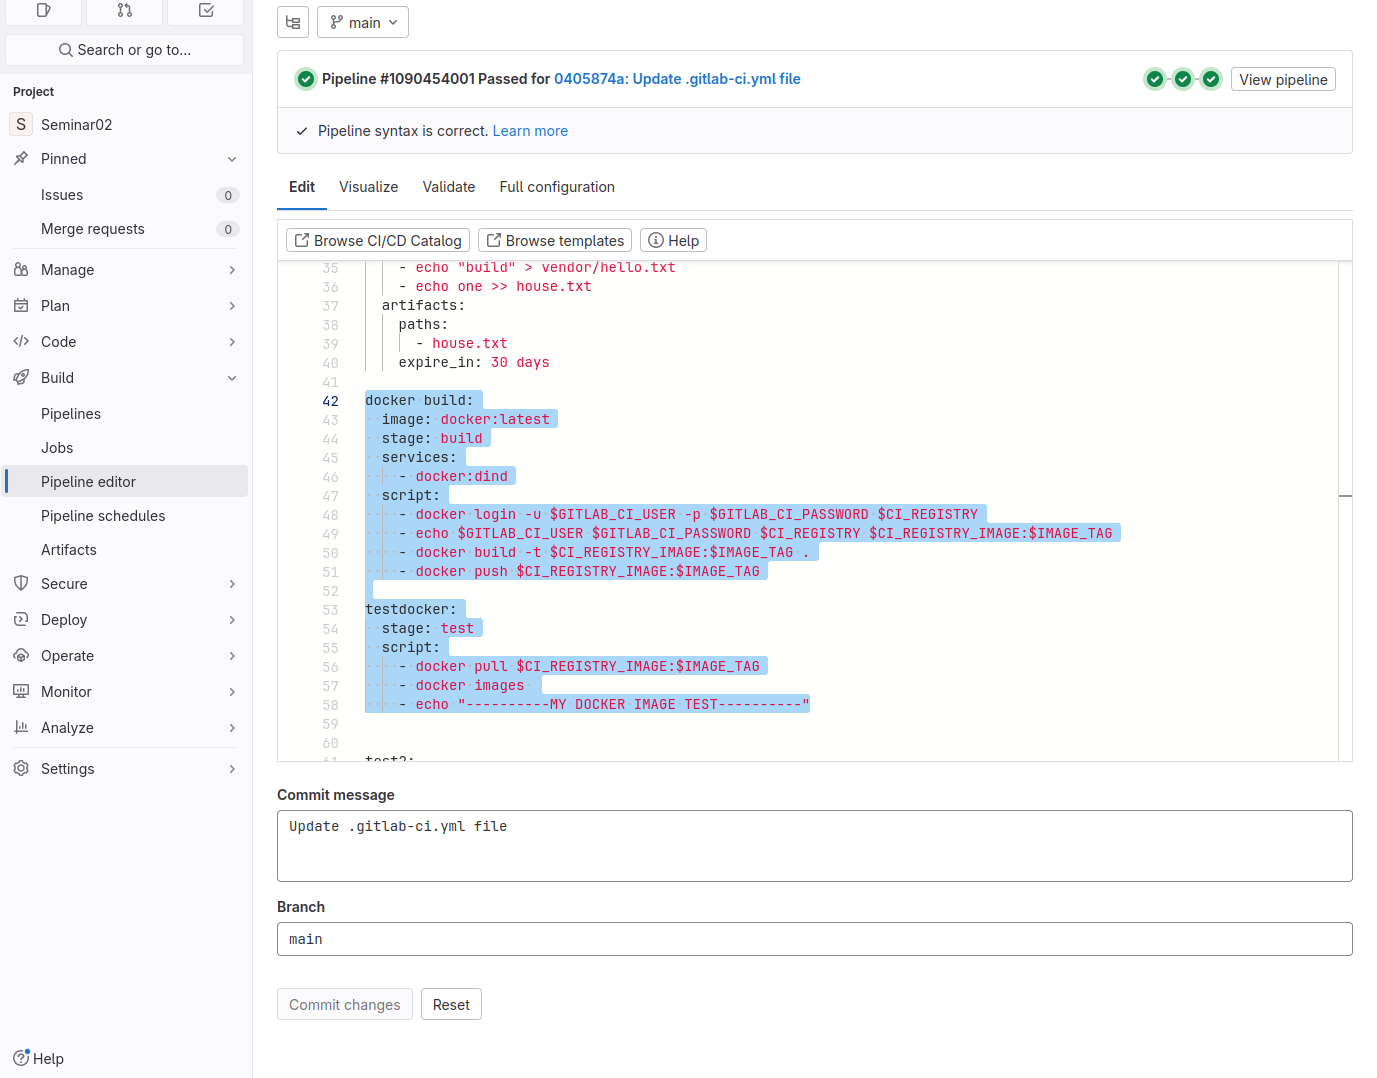 main
Search or go to...
Pipeline #1090454001 Passed for 0405874a: Update .gitlab-ci.yml file
View pipeline
Pipeline syntax is correct. Learn more
Project
S Seminar02
Pinned
Issues 0
Merge requests 0
Manage
Plan
Code
Build
Pipelines
Jobs
Pipeline editor
Pipeline schedules
Artifacts
Secure
Deploy
Operate
Monitor
Analyze
Settings
Help
Edit Visualize Validate Full configuration
Browse CI/CD Catalog Browse templates Help
35 - echo "build" > vendor/hello.txt
36 - echo one >> house.txt
37 artifacts:
38 paths:
39 - house.txt
40 expire_in: 30 days
41
42 docker build:
43 image: docker:latest
44 stage: build
45 services:
46 - docker:dind
47 script:
48 - docker login -u $GITLAB_CI_USER -p $GITLAB_CI_PASSWORD $CI_REGISTRY
49 - echo $GITLAB_CI_USER $GITLAB_CI_PASSWORD $CI_REGISTRY $CI_REGISTRY_IMAGE:$IMAGE_TAG
50 - docker build -t $CI_REGISTRY_IMAGE:$IMAGE_TAG .
51 - docker push $CI_REGISTRY_IMAGE:$IMAGE_TAG
52
53 testdocker:
54 stage: test
55 script:
56 - docker pull $CI_REGISTRY_IMAGE:$IMAGE_TAG
57 - docker images
58 - echo "----------MY DOCKER IMAGE TEST----------"
59
60
61 test2:
Commit message
Update .gitlab-ci.yml file
Branch
main
Commit changes Reset